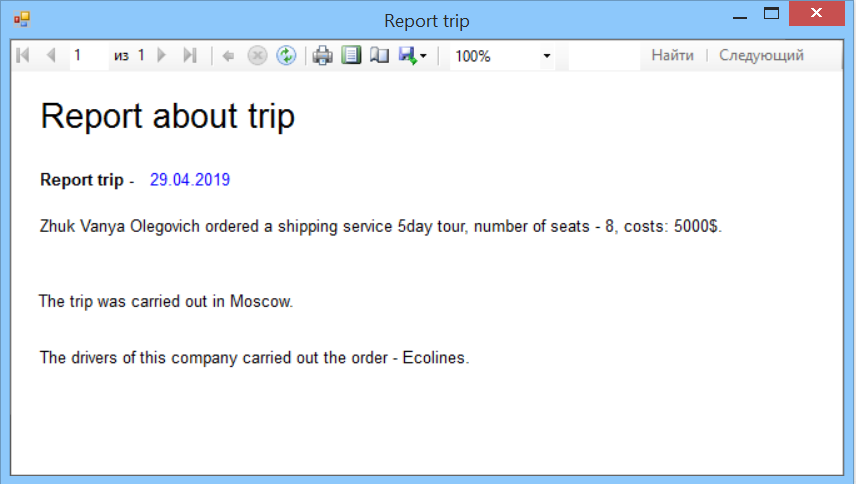 Report trip
1 из 1 100% Найти Следующий
Report about trip
Report trip - 29.04.2019
Zhuk Vanya Olegovich ordered a shipping service 5day tour, number of seats - 8, costs: 5000$.
The trip was carried out in Moscow.
The drivers of this company carried out the order - Ecolines.